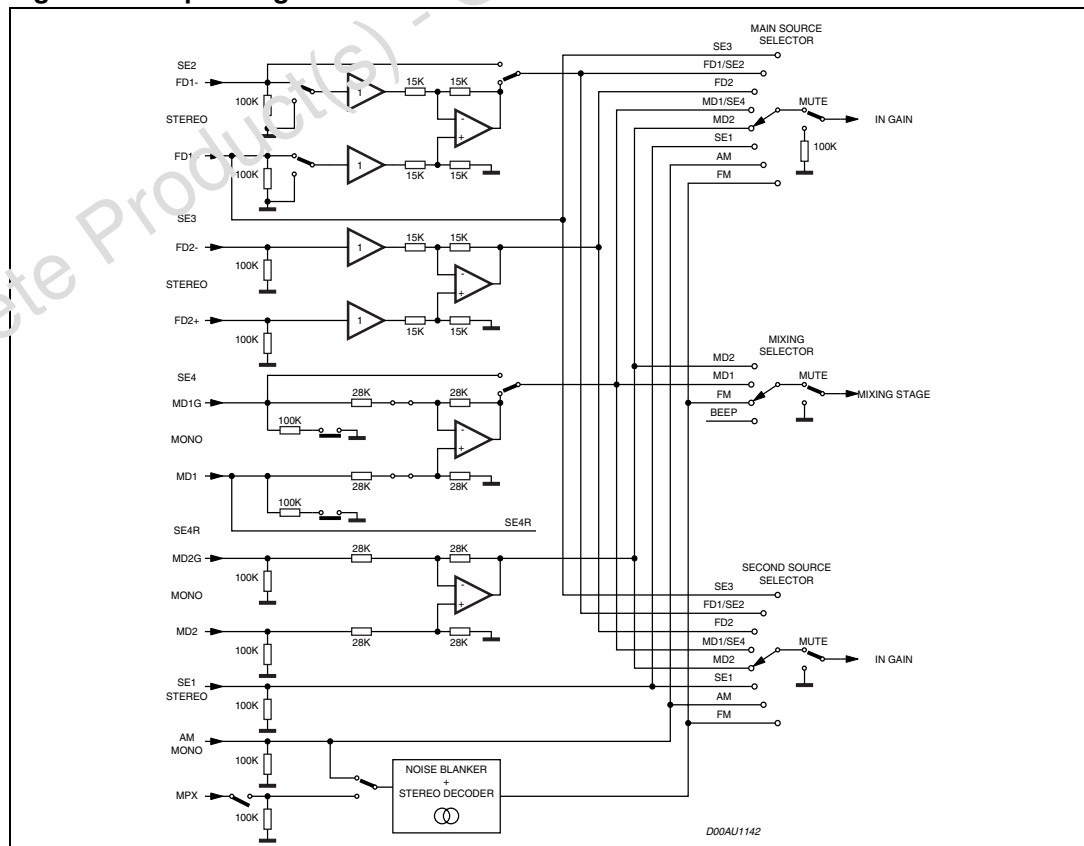 MAIN SOURCE
SELECTOR
SE3
SE2
FD1/SE2
FD1-
15K
15K
FD2
100K
1
MD1/SE4
MUTE
STEREO
MD2
IN GAIN
SE1
100K
1
AM
100K
15K
15K
FM
SE3
FD2-
15K
15K
1
100K
STEREO
FD2+
1
15K
15K
100K
MIXING
SELECTOR
MD2
SE4
MD1
MUTE
MD1G
28K
28K
FM
MIXING STAGE
100K
BEEP
MONO
MD1
100K
28K
28K
SE4R
SE4R
MD2G
28K
28K
SECOND SOURCE
SELECTOR
100K
SE3
MONO
FD1/SE2
MD2
FD2
28K
28K
MD1/SE4
MUTE
100K
MD2
IN GAIN
SE1
STEREO
SE1
100K
AM
AM
MONO
FM
100K
NOISE BLANKER
+
STEREO DECODER
MPX
100K
D00AU1142
ete Product(s) -